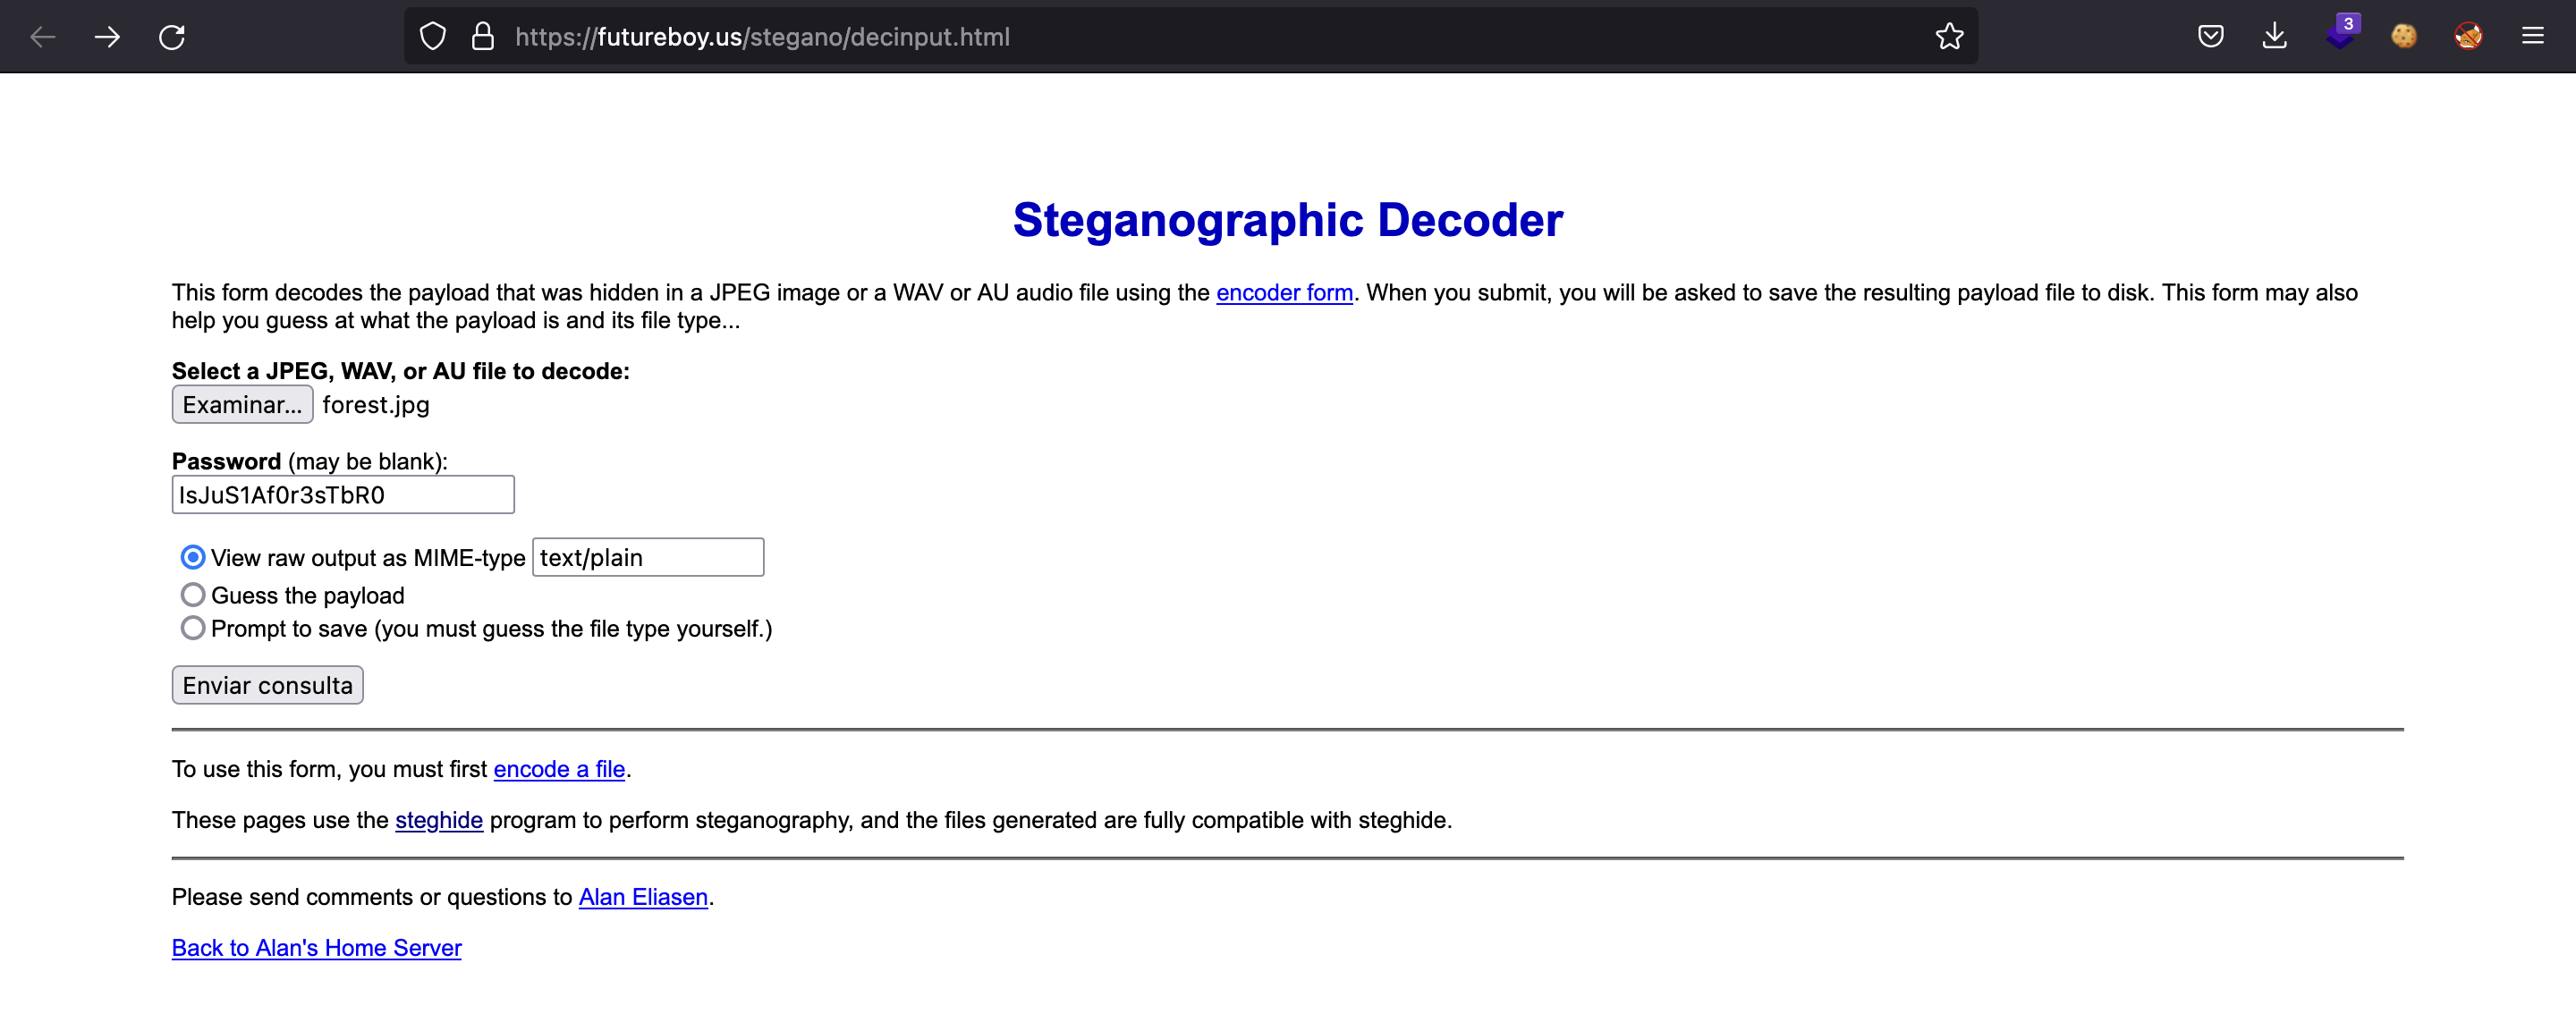 https://futureboy.us/stegano/decinput.html
3
Steganographic Decoder
This form decodes the payload that was hidden in a JPEG image or a WAV or AU audio file using the encoder form. When you submit, you will be asked to save the resulting payload file to disk. This form may also
help you guess at what the payload is and its file type...
Select a JPEG, WAV, or AU file to decode:
Examinar... forest.jpg
Password (may be blank):
IsJuS1Af0r3sTbR0
View raw output as MIME-type text/plain
Guess the payload
Prompt to save (you must guess the file type yourself.)
Enviar consulta
To use this form, you must first encode a file.
These pages use the steghide program to perform steganography, and the files generated are fully compatible with steghide.
Please send comments or questions to Alan Eliasen.
Back to Alan's Home Server